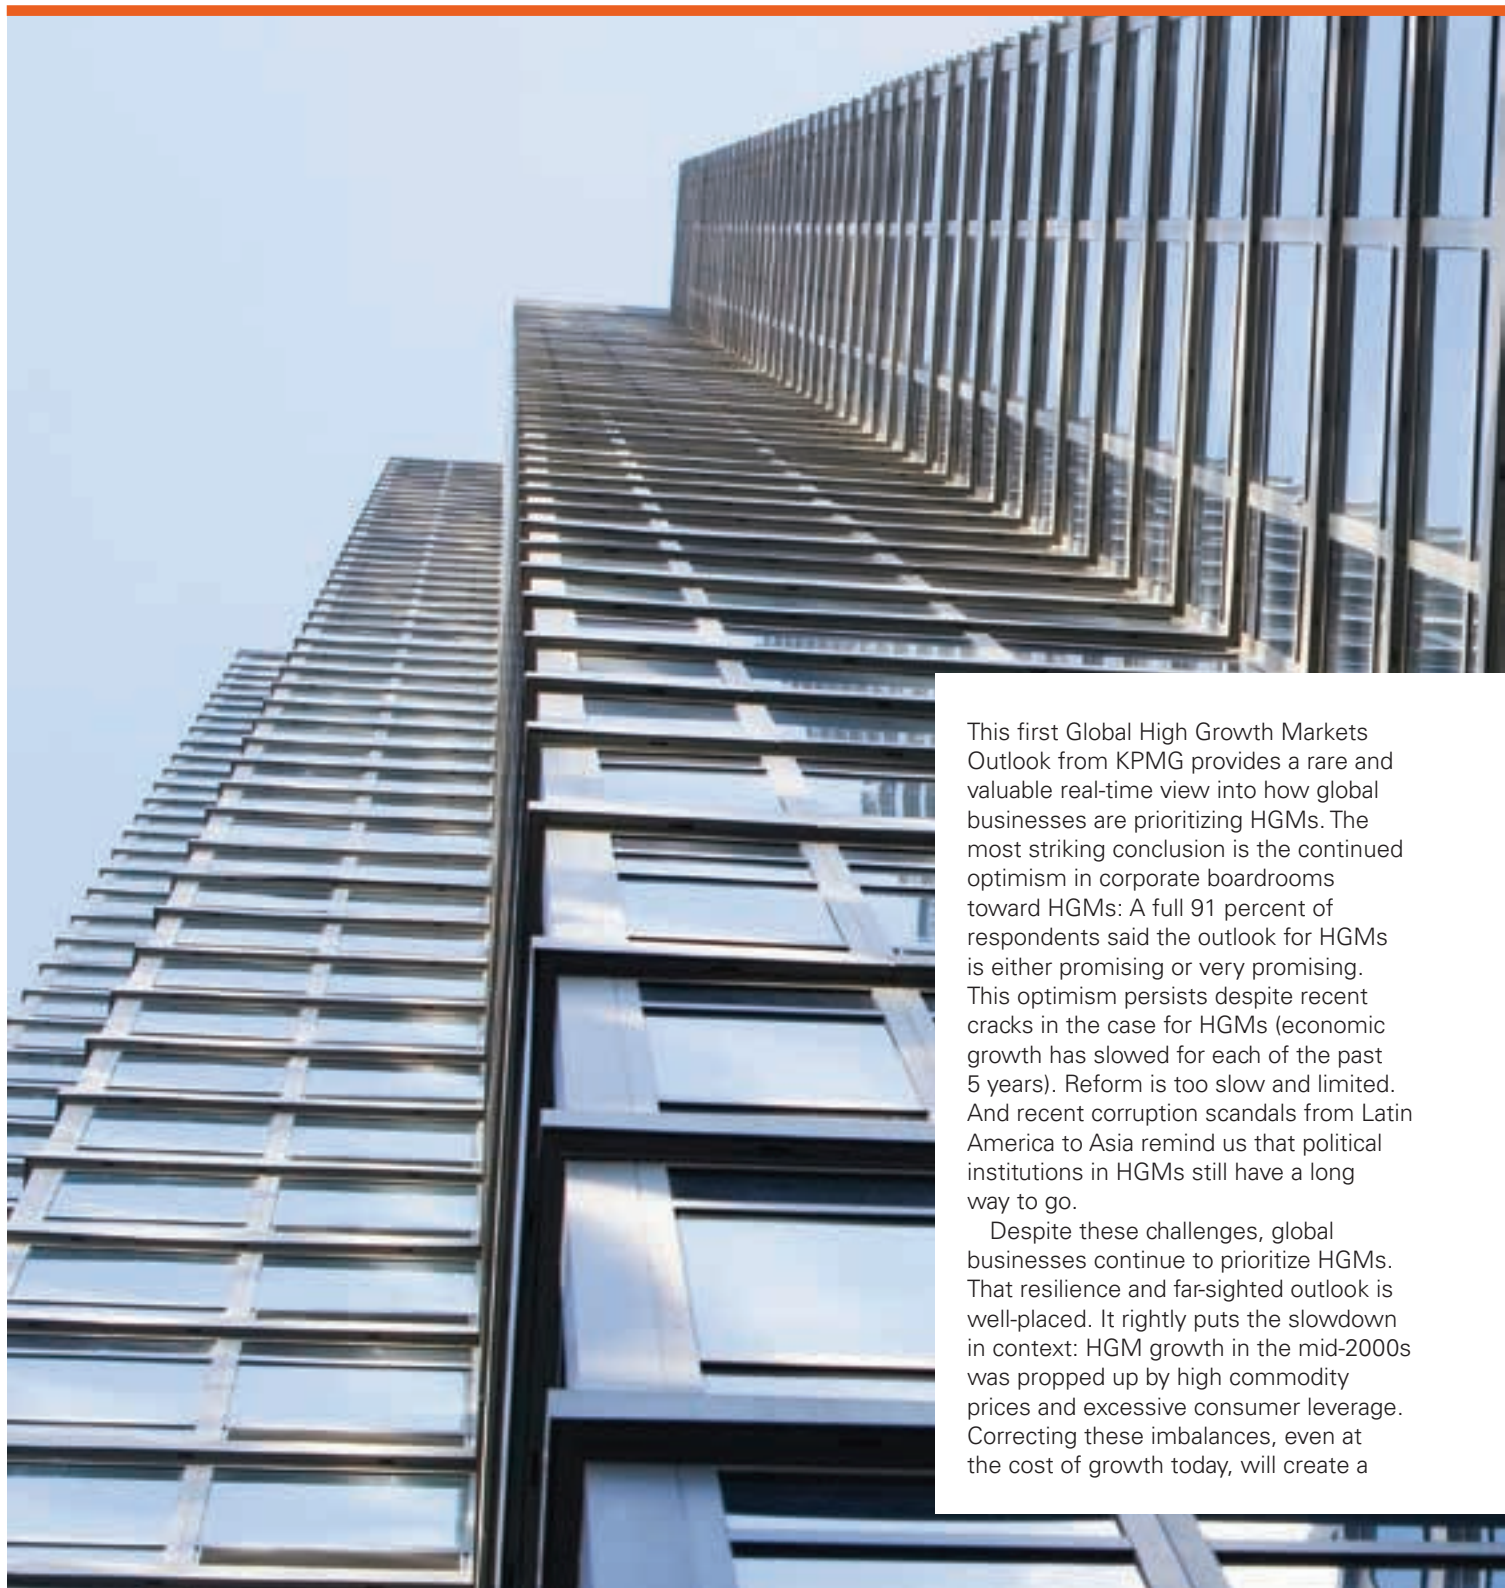 This first Global High Growth Markets
Outlook from KPMG provides a rare and
valuable real-time view into how global
businesses are prioritizing HGMs. The
most striking conclusion is the continued
optimism in corporate boardrooms
toward HGMs: A full 91 percent of
respondents said the outlook for HGMs
is either promising or very promising.
This optimism persists despite recent
cracks in the case for HGMs (economic
growth has slowed for each of the past
5 years). Reform is too slow and limited.
And recent corruption scandals from Latin
America to Asia remind us that political
institutions in HGMs still have a long
way to go.
Despite these challenges, global
businesses continue to prioritize HGMs.
That resilience and far-sighted outlook is
well-placed. It rightly puts the slowdown
in context: HGM growth in the mid-2000s
was propped up by high commodity
prices and excessive consumer leverage.
Correcting these imbalances, even at
the cost of growth today, will create a